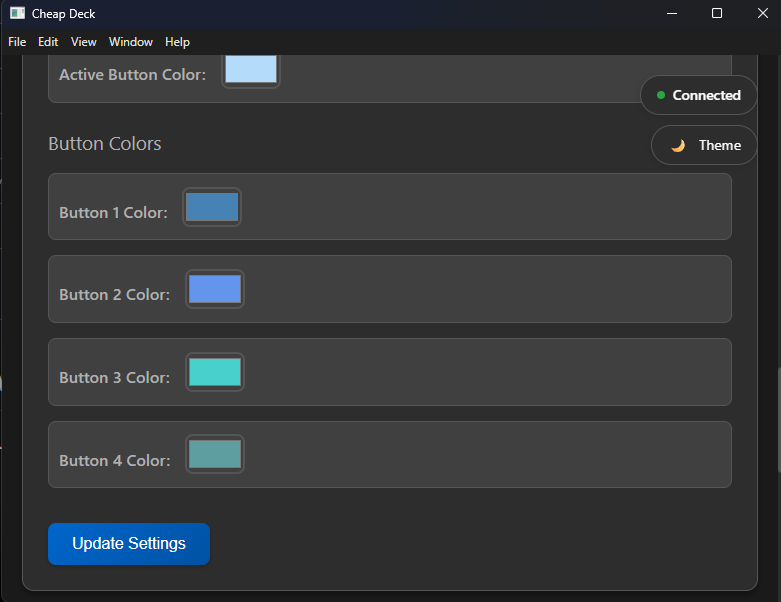 Cheap Deck
File Edit View Window Help
Active Button Color:
Connected
Button Colors
Theme
Button 1 Color:
Button 2 Color:
Button 3 Color:
Button 4 Color:
Update Settings